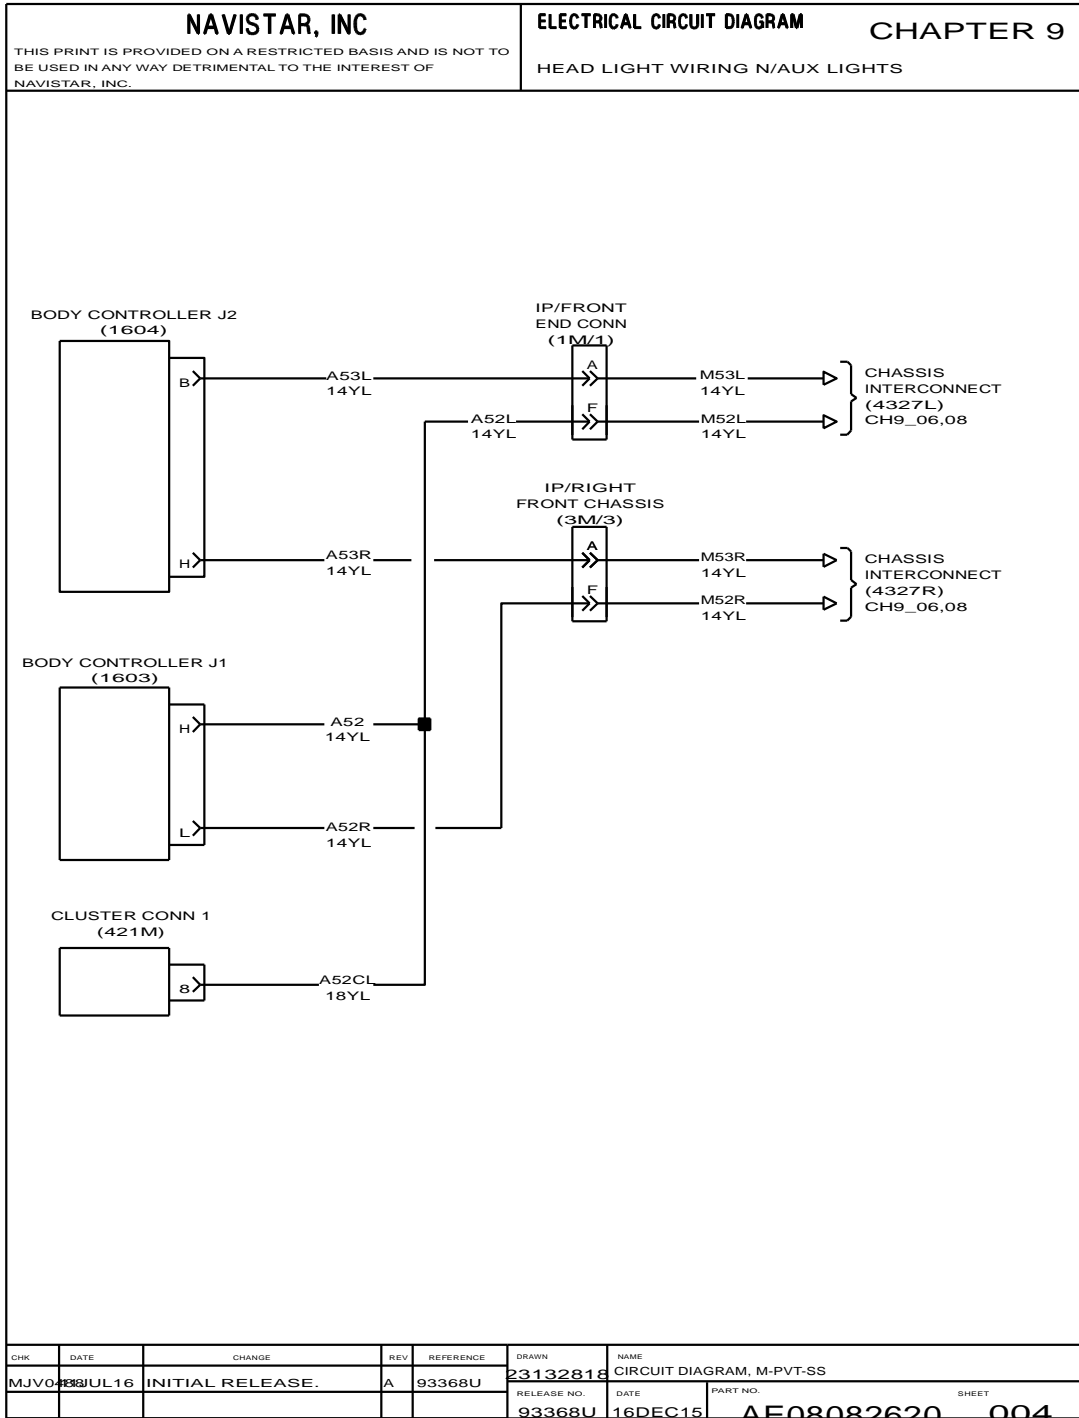 NAVISTAR, INC
THIS PRINT IS PROVIDED ON A RESTRICTED BASIS AND IS NOT TO
BE USED IN ANY WAY DETRIMENTAL TO THE INTEREST OF
NAVISTAR, INC.
ELECTRICAL CIRCUIT DIAGRAM
CHAPTER 9
HEAD LIGHT WIRING N/AUX LIGHTS
BODY CONTROLLER J2
(1604)
B
A53L
14YL
IP/FRONT
END CONN
(1M/1)
A
M53L
14YL
A52L
14YL
F
M52L
14YL
CHASSIS
INTERCONNECT
(4327L)
CH9_06,08
IP/RIGHT
FRONT CHASSIS
(3M/3)
H
A53R
14YL
A
M53R
14YL
F
M52R
14YL
CHASSIS
INTERCONNECT
(4327R)
CH9_06,08
BODY CONTROLLER J1
(1603)
H
A52
14YL
L
A52R
14YL
CLUSTER CONN 1
(421M)
8
A52CL
18YL
CHK DATE CHANGE REV REFERENCE
INITIAL RELEASE. A 93368U
DRAWN
23132818
NAME
CIRCUIT DIAGRAM, M-PVT-SS
RELEASE NO.
93368U
DATE
16DEC15
PART NO.
AE08082620
SHEET
004